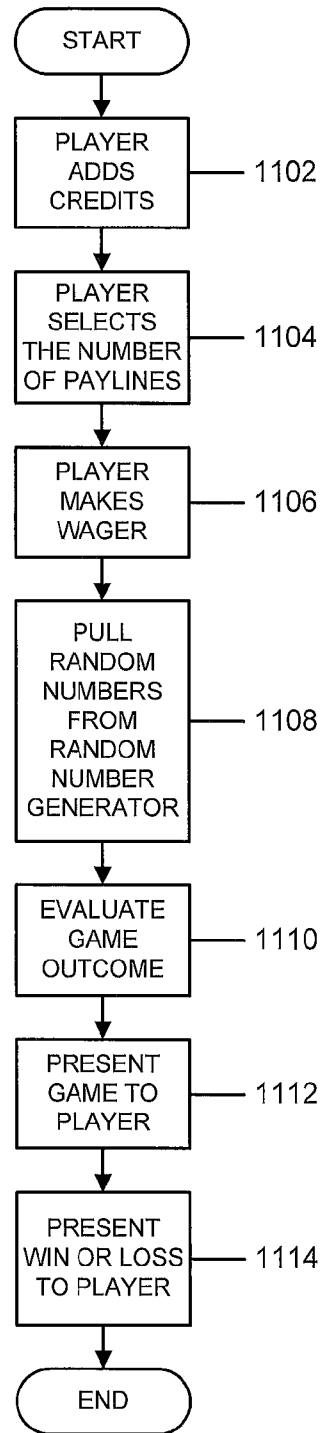 START
PLAYER
ADDS
CREDITS
1102
PLAYER
SELECTS
THE NUMBER
OF PAYLINES
1104
PLAYER
MAKES
WAGER
1106
PULL
RANDOM
NUMBERS
FROM
RANDOM
NUMBER
GENERATOR
1108
EVALUATE
GAME
OUTCOME
1110
PRESENT
GAME TO
PLAYER
1112
PRESENT
WIN OR LOSS
TO PLAYER
1114
END